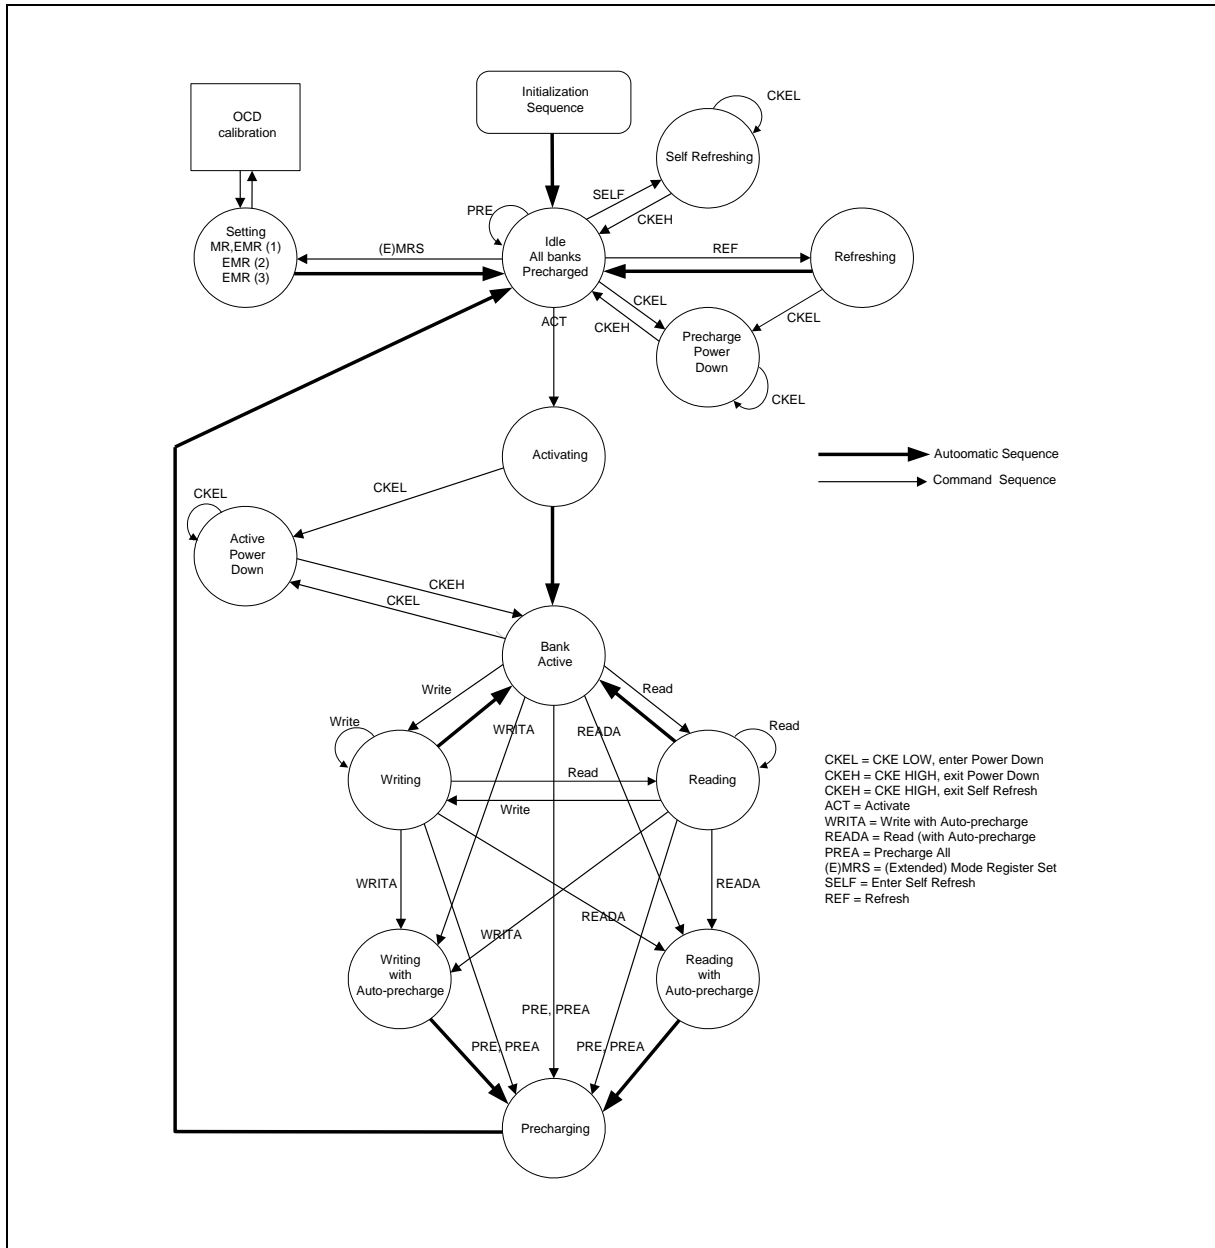 Initialization
Sequence
OCD
calibration
CKEL
Self Refreshing
SELF
CKEH
PRE
Setting
MR,EMR (1)
EMR (2)
EMR (3)
(E)MRS
Idle
All banks
Precharged
REF
Refreshing
CKEL
CKEH
CKEL
ACT
Precharge
Power
Down
CKEL
Activating
Autoomatic Sequence
Command Sequence
CKEL
CKEL
Active
Power
Down
CKEH
CKEL
Bank
Active
Write
Read
Write
WRITA
READA
Read
Writing
Read
Reading
Write
CKEL = CKE LOW, enter Power Down
CKEH = CKE HIGH, exit Power Down
CKEH = CKE HIGH, exit Self Refresh
ACT = Activate
WRITA = Write with Auto-precharge
READA = Read (with Auto-precharge
PREA = Precharge All
(E)MRS = (Extended) Mode Register Set
SELF = Enter Self Refresh
REF = Refresh
WRITA
READA
WRITA
READA
Writing
with
Auto-precharge
Reading
with
Auto-precharge
PRE, PREA
PRE, PREA
PRE, PREA
Precharging